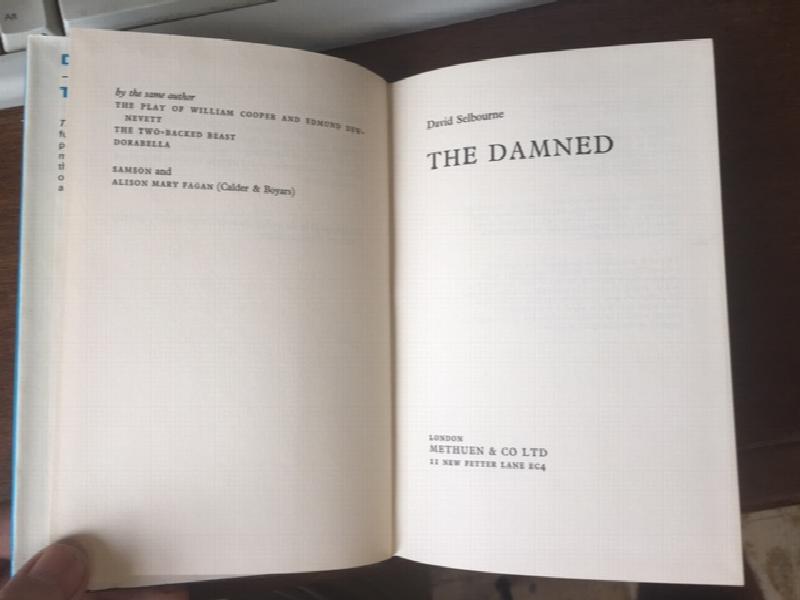 Alt
by the same author
THE PLAY OF WILLIAM COOPER AND EDMUND DEW-
NEVETT
THE TWO-BACKED BEAST
DORABELLA
SAMSON and
ALISON MARY FAGAN (Calder & Boyars)
David Selbourne
THE DAMNED
LONDON
METHUEN & CO LTD
11 NEW FETTER LANE EC4